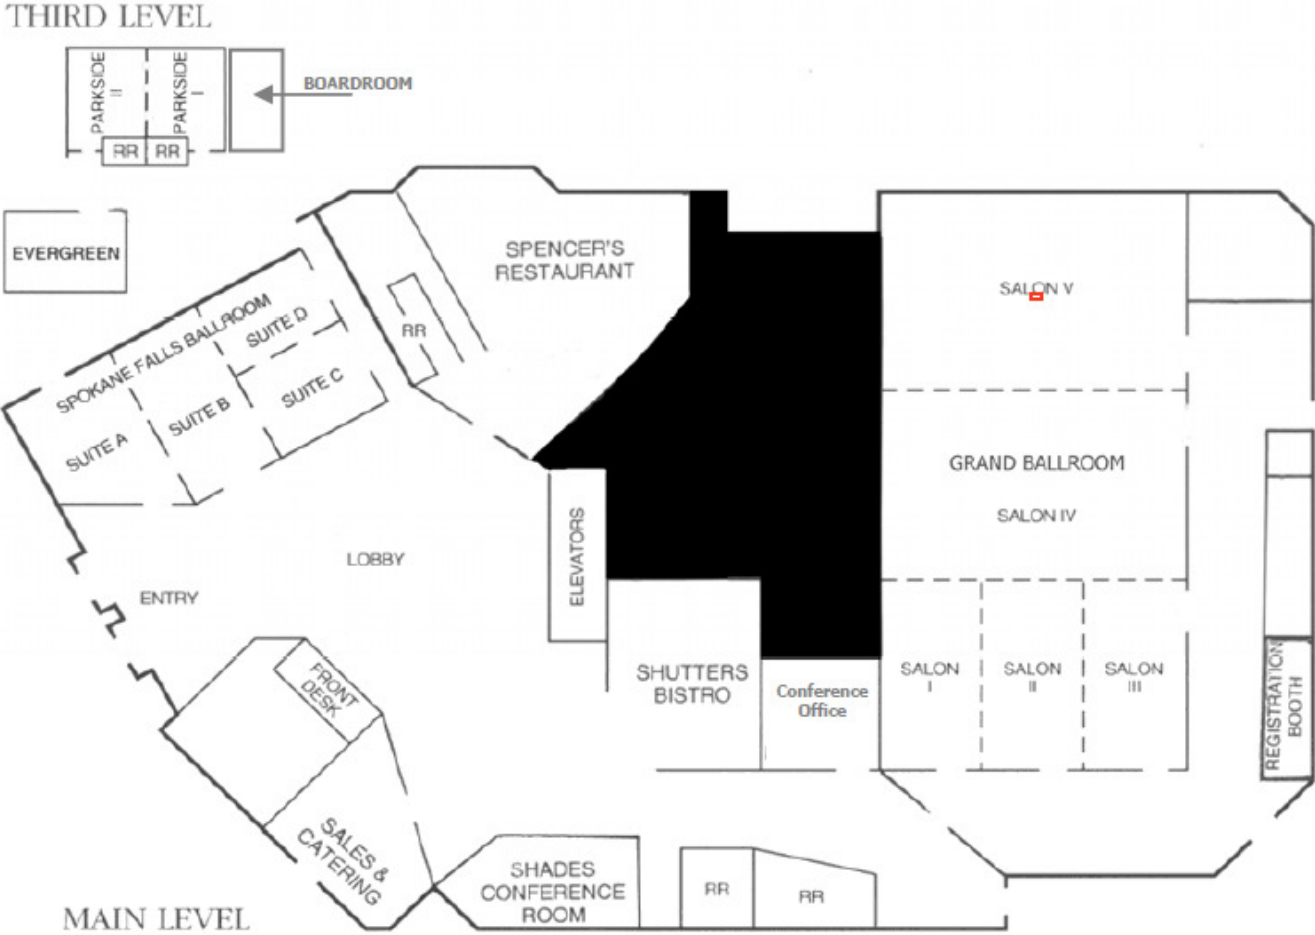 THIRD LEVEL
PARKSIDE
II
PARKSIDE
I
BOARDROOM
RR
RR
EVERGREEN
SPENCER'S
RESTAURANT
SALON V
SPOKANE FALLS BALLROOM
SUITE D
RR
SUITE C
SUITE B
SUITE A
GRAND BALLROOM
SALON IV
ELEVATORS
LOBBY
ENTRY
FRONT
DESK
SHUTTERS
BISTRO
Conference
Office
SALON
I
SALON
II
SALON
III
REGISTRATION
BOOTH
SALES &
CATERING
SHADES
CONFERENCE
ROOM
RR
RR
MAIN LEVEL